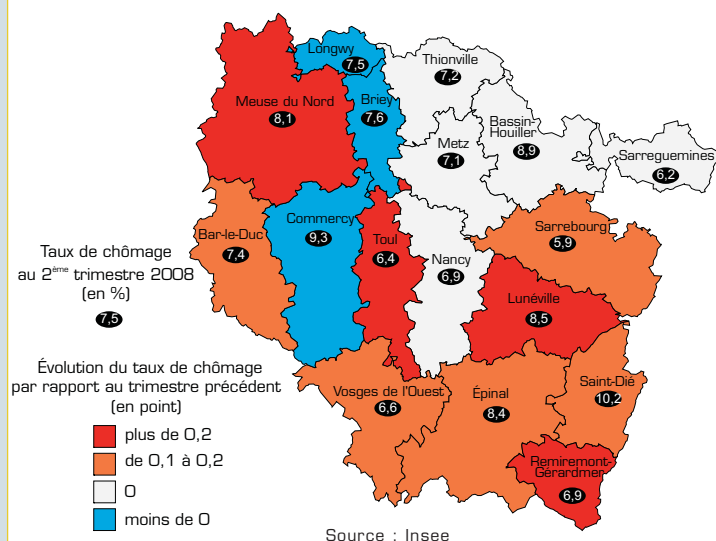 Longwy
7,5
Thionville
7,2
Meuse du Nord
8,1
Briey
7,6
Bassin-
Houiller
8,9
Metz
7,1
Sarreguemines
6,2
Bar-le-Duc
7,4
Commercy
9,3
Toul
6,4
Nancy
6,9
Sarrebourg
5,9
Lunéville
8,5
Vosges de l'Ouest
6,6
Épinal
8,4
Saint-Dié
10,2
Remiremont-
Gérardmer
6,9
Taux de chômage
au 2ème trimestre 2008
(en %)
7,5
Évolution du taux de chômage
par rapport au trimestre précédent
(en point)
plus de 0,2
de 0,1 à 0,2
0
moins de 0
Source : Insee